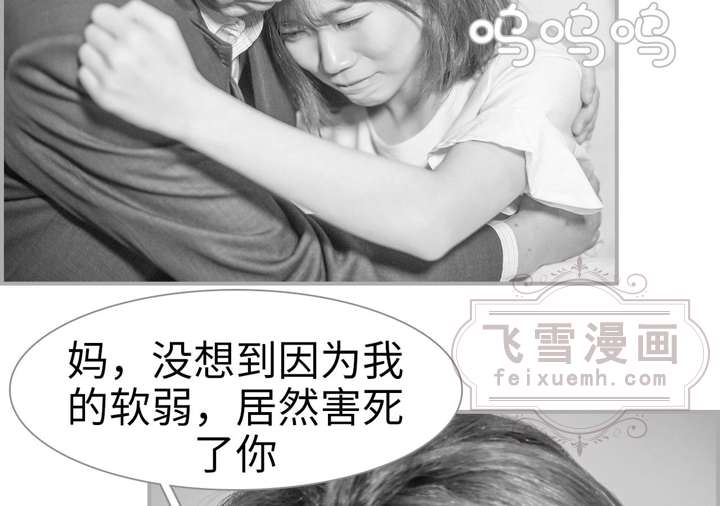 呜呜呜
飞雪漫画
feixuemh.com
妈，没想到因为我
的软弱，居然害死
了你